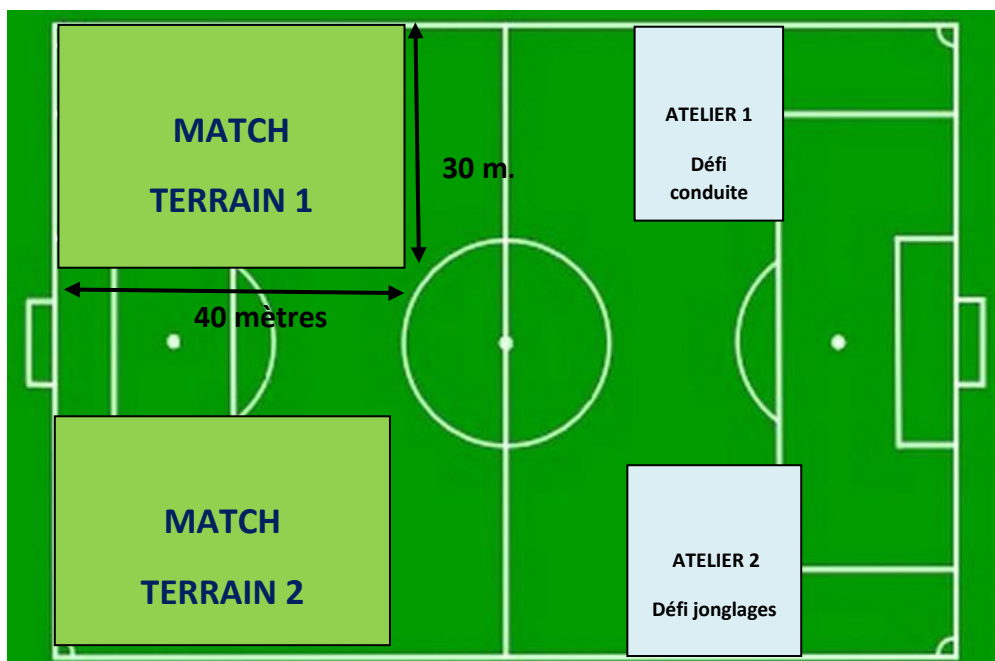 MATCH
TERRAIN 1
30 m.
40 mètres
ATELIER 1
Défi
conduite
MATCH
TERRAIN 2
ATELIER 2
Défi jonglages